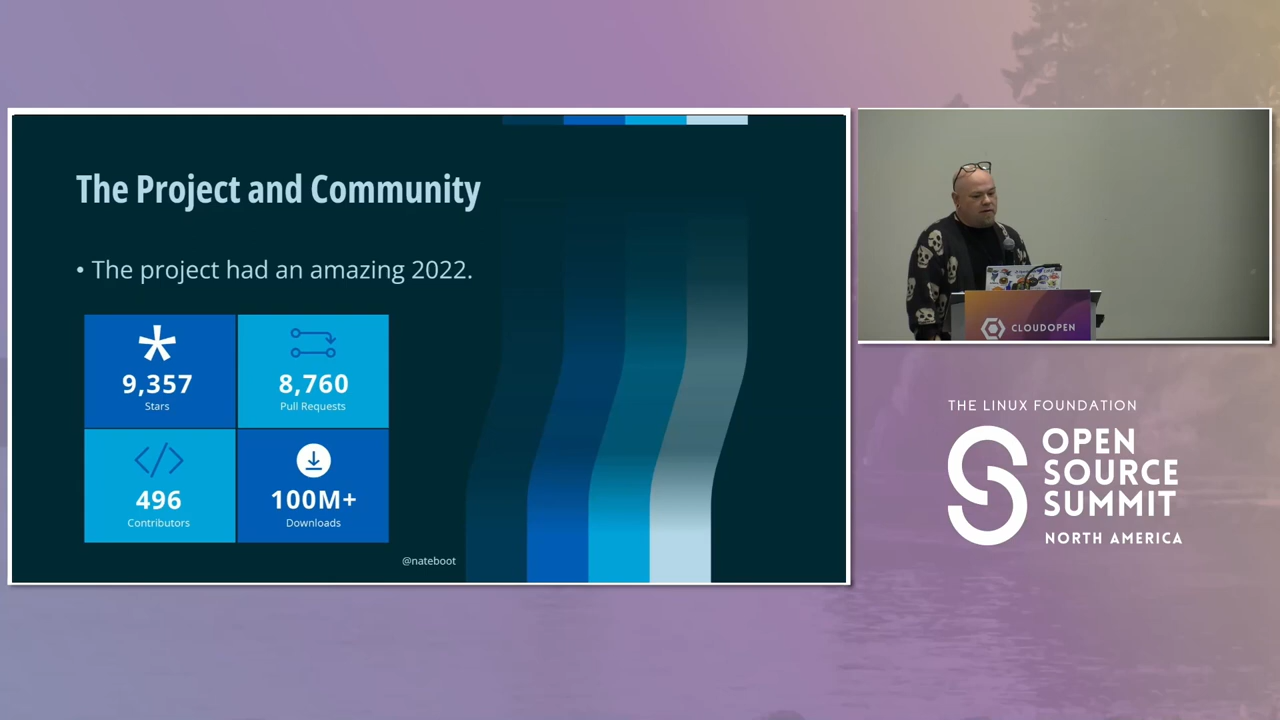 The Project and Community
• The project had an amazing 2022.
9,357
Stars
8,760
Pull Requests
496
Contributors
100M+
Downloads
@nateboot
CLOUDOPEN
THE LINUX FOUNDATION
OPEN
SOURCE
SUMMIT
NORTH AMERICA